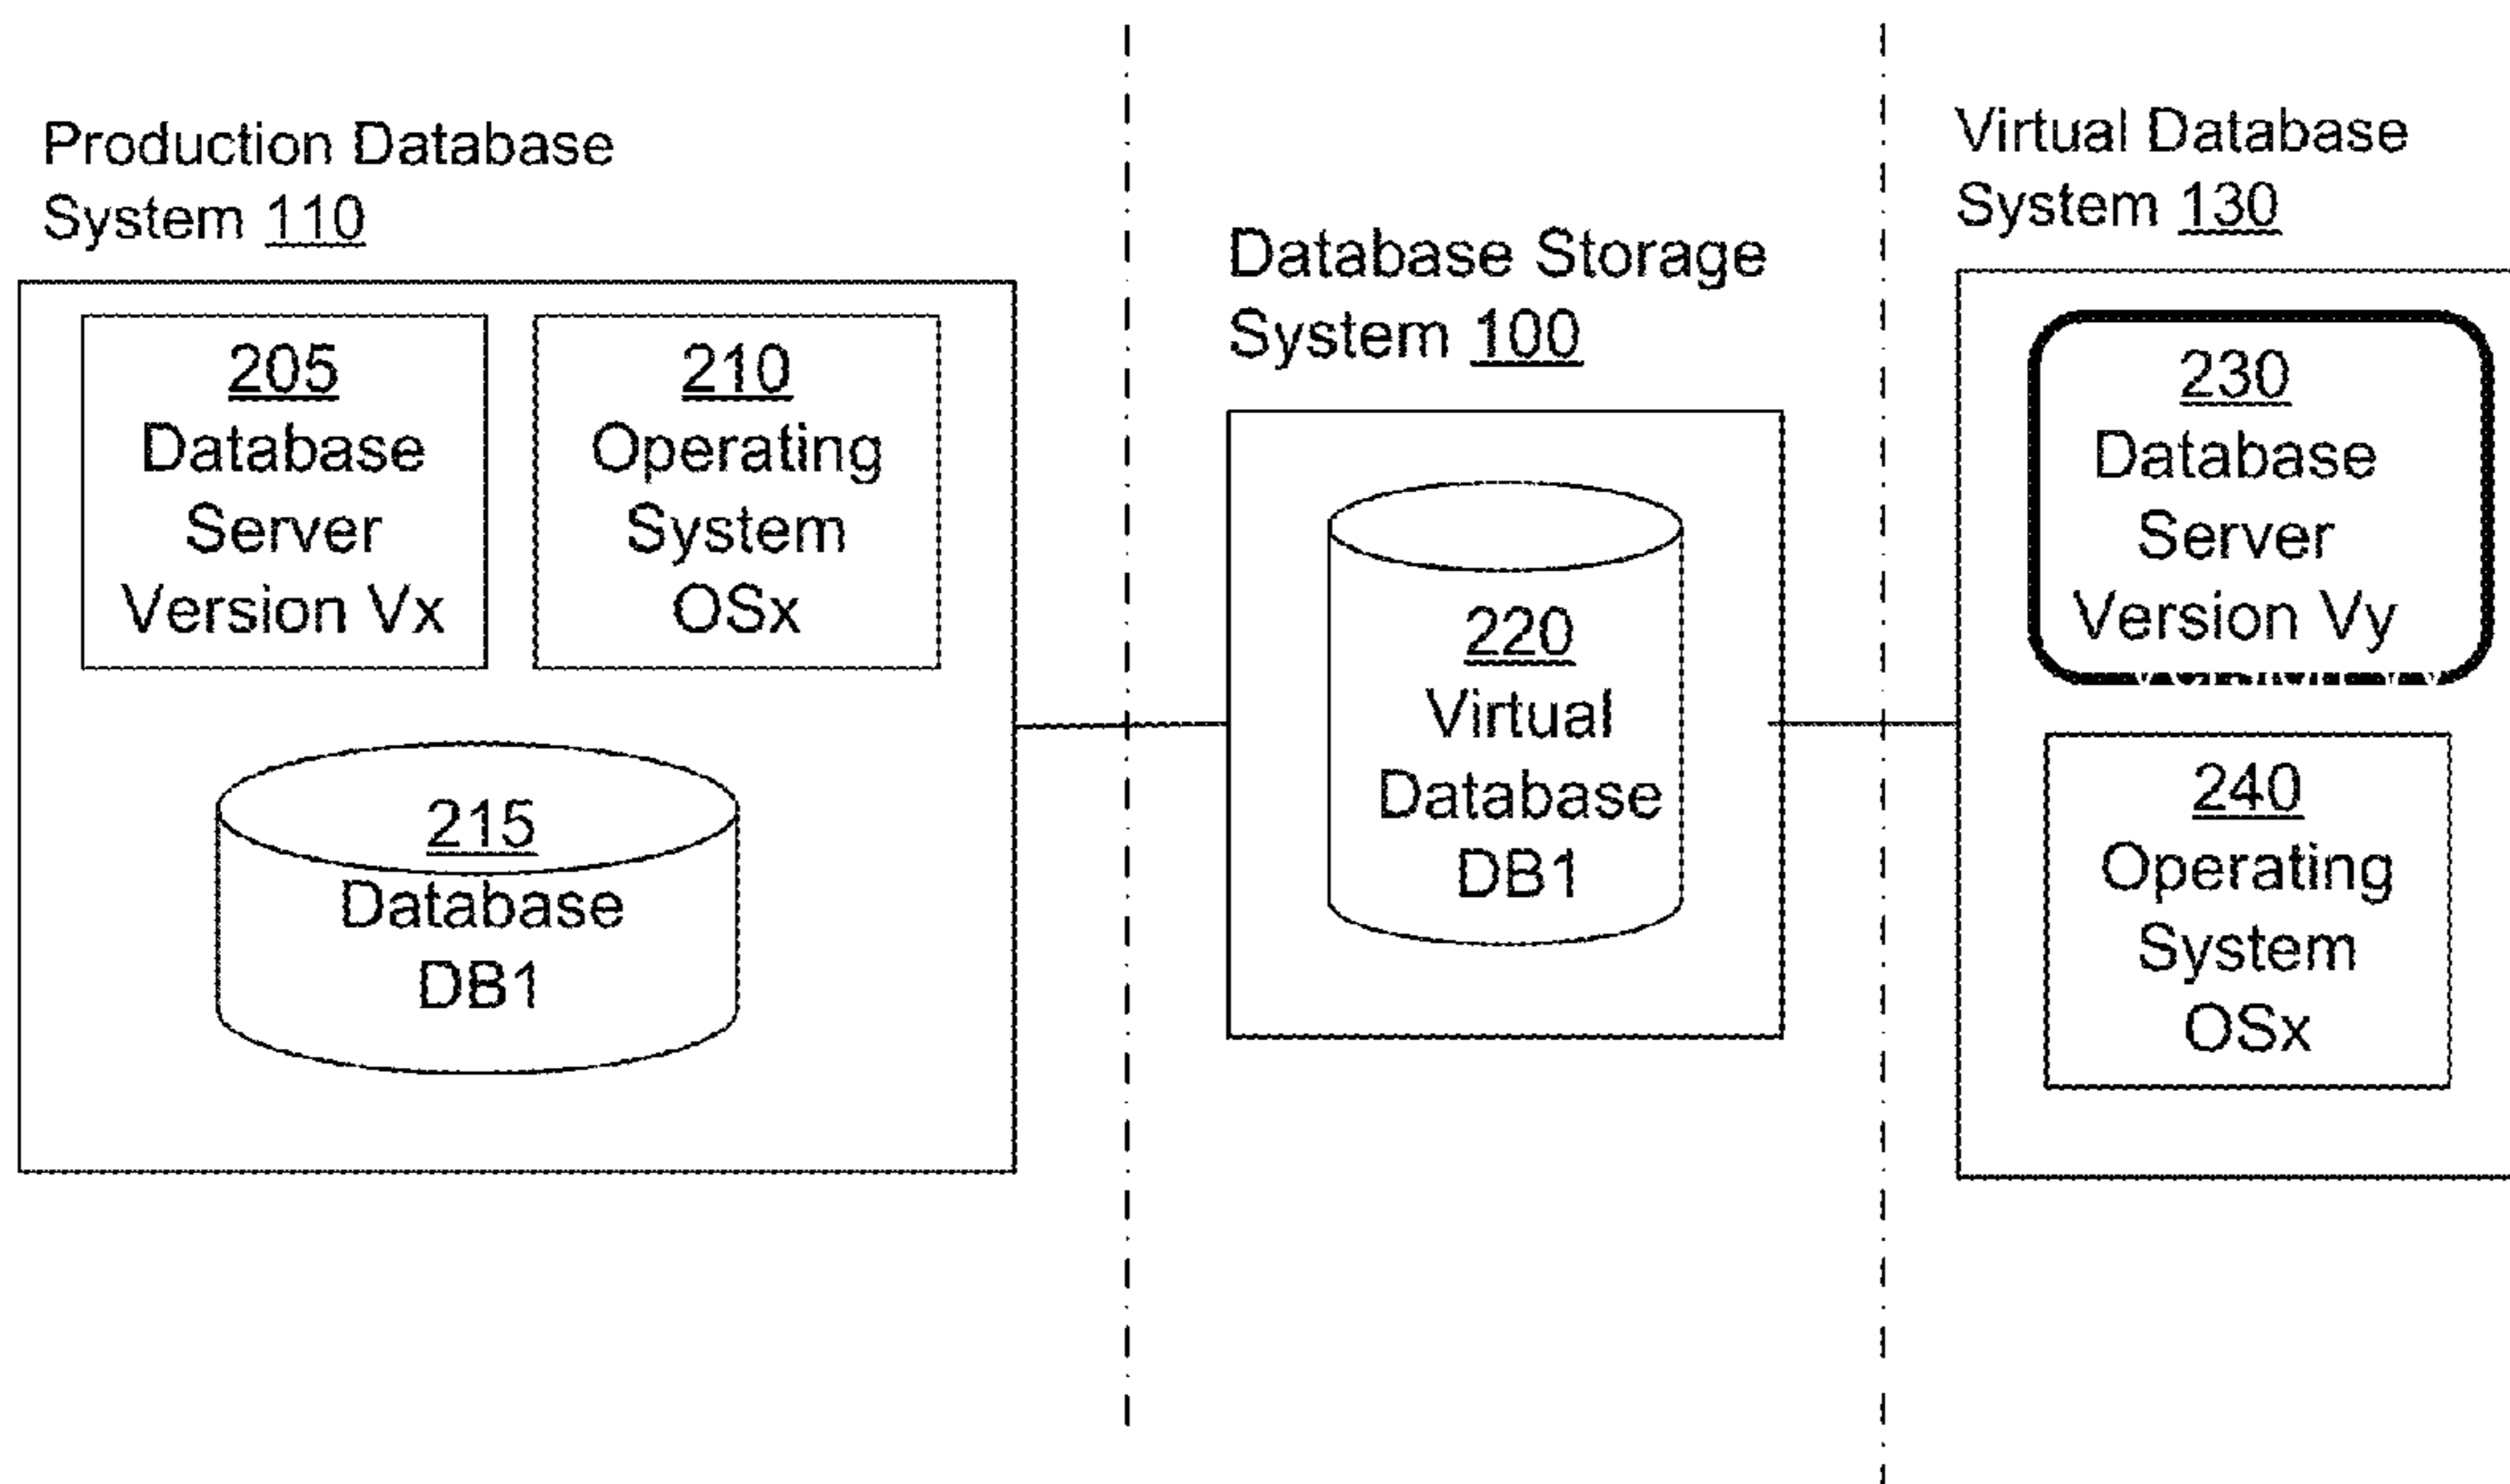 Production Database
System 110
205
Database
Server
Version Vx
210
Operating
System
OSx
215
Database
DB1
Database Storage
System 100
220
Virtual
Database
DB1
Virtual Database
System 130
230
Database
Server
Version Vy
240
Operating
System
OSx